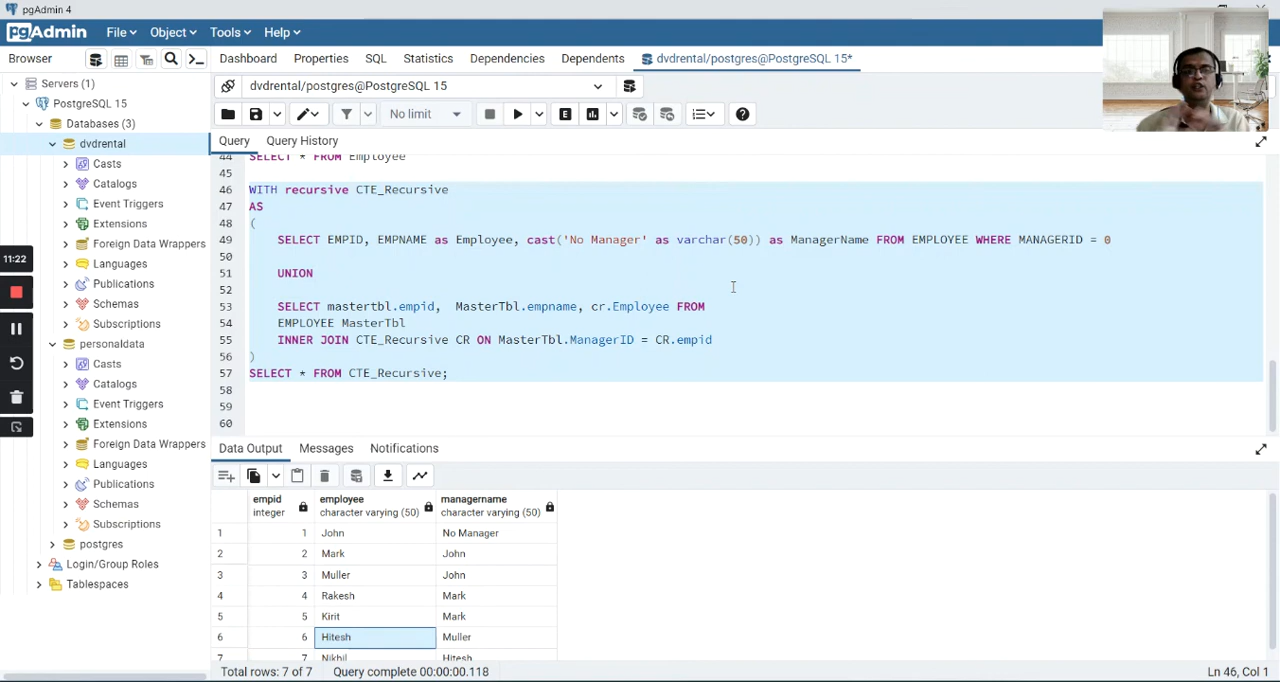 pgAdmin 4
pgAdmin File Object Tools Help
Browser Dashboard Properties SQL Statistics Dependencies Dependents dvdrental/postgres@PostgreSQL 15*
Servers (1)
PostgreSQL 15
Databases (3)
dvdrental
Casts
Catalogs
Event Triggers
Extensions
Foreign Data Wrappers
Languages
Publications
Schemas
Subscriptions
personaldata
Casts
Catalogs
Event Triggers
Extensions
Foreign Data Wrappers
Languages
Publications
Schemas
Subscriptions
postgres
Login/Group Roles
Tablespaces
11:22
dvdrental/postgres@PostgreSQL 15
No limit E
Query Query History
44 SELECT * FROM Employee
45
46 WITH recursive CTE_Recursive
47 AS
48 (
49 SELECT EMPID, EMPNAME as Employee, cast('No Manager' as varchar(50)) as ManagerName FROM EMPLOYEE WHERE MANAGERID = 0
50
51 UNION
52
53 SELECT mastertbl.empid, MasterTbl.empname, cr.Employee FROM
54 EMPLOYEE MasterTbl
55 INNER JOIN CTE_Recursive CR ON MasterTbl.ManagerID = CR.empid
56 )
57 SELECT * FROM CTE_Recursive;
58
59
60
Data Output Messages Notifications
empid employee managername
integer character varying (50) character varying (50)
1 1 John No Manager
2 2 Mark John
3 3 Muller John
4 4 Rakesh Mark
5 5 Kirit Mark
6 6 Hitesh Muller
7 7 Nikhil Hitesh
Total rows: 7 of 7 Query complete 00:00:00.118 Ln 46, Col 1